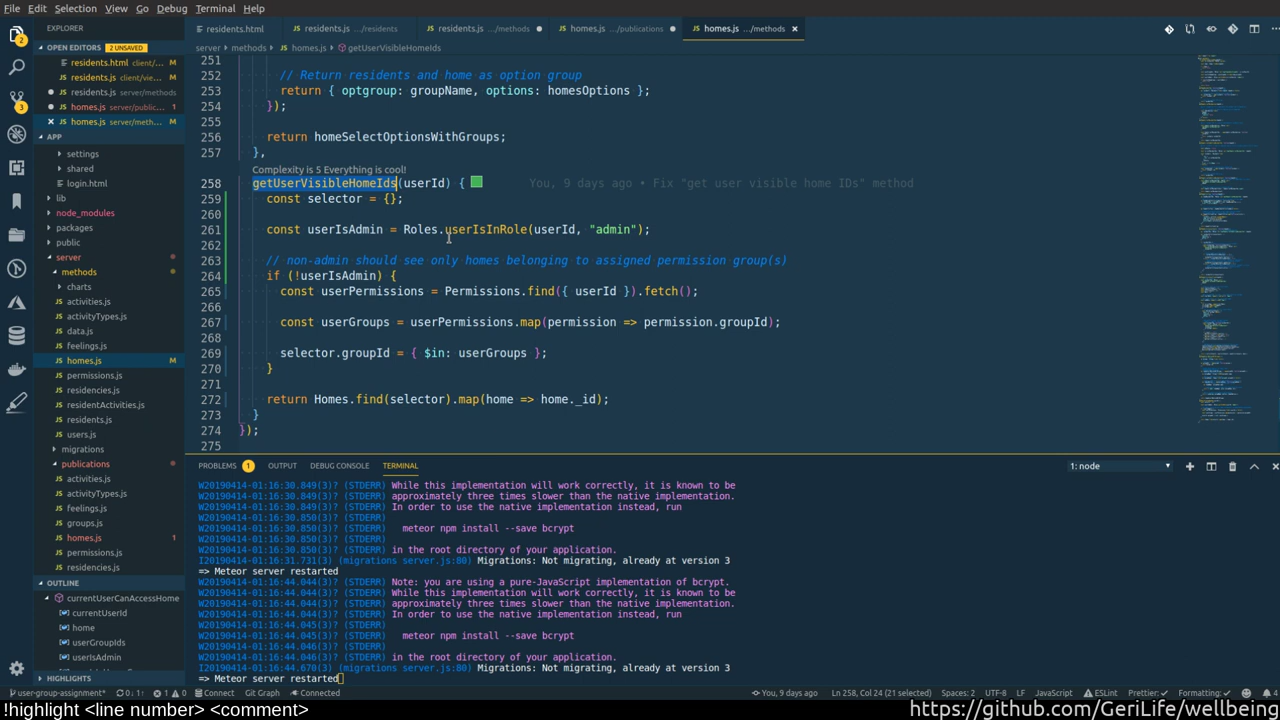 File Edit Selection View Go Debug Terminal Help
EXPLORER
OPEN EDITORS 2 UNSAVED
residents.html client/... M
residents.js client/vie... M
residents.js server/methods
homes.js server/public... 1
homes.js server/meth... M
APP
settings
shared
login.html
lib
node_modules
packages
public
server
methods
charts
activities.js
activityTypes.js
data.js
feelings.js
homes.js M
permissions.js
residencies.js
residentActivities.js
residents.js
users.js
migrations
publications
activities.js
activityTypes.js
feelings.js
groups.js
homes.js 1
permissions.js
residencies.js
OUTLINE
currentUserCanAccessHome
currentUserId
home
userGroupIds
userIsAdmin
HIGHLIGHTS
residents.html
residents.js .../residents
residents.js .../methods
homes.js .../publications
homes.js .../methods
server › methods › homes.js › getUserVisibleHomeIds
251
252 // Return residents and home as option group
253 return { optgroup: groupName, options: homesOptions };
254 });
255
256 return homeSelectOptionsWithGroups;
257 },
Complexity is 5 Everything is cool!
258 getUserVisibleHomeIds(userId) { You, 9 days ago • Fix "get user visible home IDs" method
259 const selector = {};
260
261 const userIsAdmin = Roles.userIsInRole(userId, "admin");
262
263 // non-admin should see only homes belonging to assigned permission group(s)
264 if (!userIsAdmin) {
265 const userPermissions = Permissions.find({ userId }).fetch();
266
267 const userGroups = userPermissions.map(permission => permission.groupId);
268
269 selector.groupId = { $in: userGroups };
270 }
271
272 return Homes.find(selector).map(home => home._id);
273 }
274 });
275
PROBLEMS 1 OUTPUT DEBUG CONSOLE TERMINAL 1: node
W20190414-01:16:30.849(3)? (STDERR) While this implementation will work correctly, it is known to be
W20190414-01:16:30.849(3)? (STDERR) approximately three times slower than the native implementation.
W20190414-01:16:30.849(3)? (STDERR) In order to use the native implementation instead, run
W20190414-01:16:30.850(3)? (STDERR)
W20190414-01:16:30.850(3)? (STDERR) meteor npm install --save bcrypt
W20190414-01:16:30.850(3)? (STDERR)
W20190414-01:16:30.850(3)? (STDERR) in the root directory of your application.
I20190414-01:16:31.731(3) (migrations server.js:80) Migrations: Not migrating, already at version 3
=> Meteor server restarted
W20190414-01:16:44.044(3)? (STDERR) Note: you are using a pure-JavaScript implementation of bcrypt.
W20190414-01:16:44.044(3)? (STDERR) While this implementation will work correctly, it is known to be
W20190414-01:16:44.044(3)? (STDERR) approximately three times slower than the native implementation.
W20190414-01:16:44.044(3)? (STDERR) In order to use the native implementation instead, run
W20190414-01:16:44.044(3)? (STDERR)
W20190414-01:16:44.046(3)? (STDERR) meteor npm install --save bcrypt
W20190414-01:16:44.046(3)? (STDERR)
W20190414-01:16:44.046(3)? (STDERR) in the root directory of your application.
I20190414-01:16:44.670(3) (migrations server.js:80) Migrations: Not migrating, already at version 3
=> Meteor server restarted
user-group-assignment* 0↓ 1↑ 1 0 Connect Git Graph Connected You, 9 days ago Ln 258, Col 24 (21 selected) Spaces: 2 UTF-8 LF JavaScript ESLint Prettier: ✓ Formatting: ✓ 4
!highlight <line number> <comment>
https://github.com/GeriLife/wellbeing